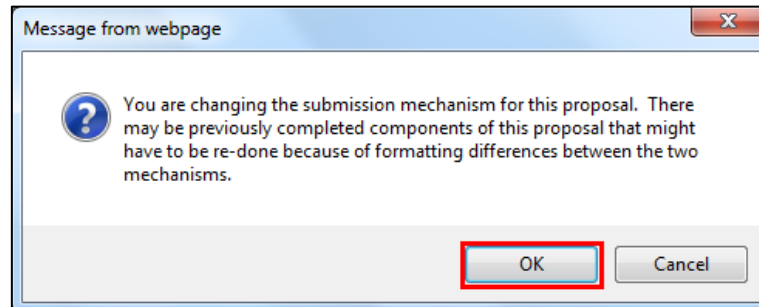 Message from webpage
You are changing the submission mechanism for this proposal.  There
may be previously completed components of this proposal that might
have to be re-done because of formatting differences between the two
mechanisms.
OK
Cancel